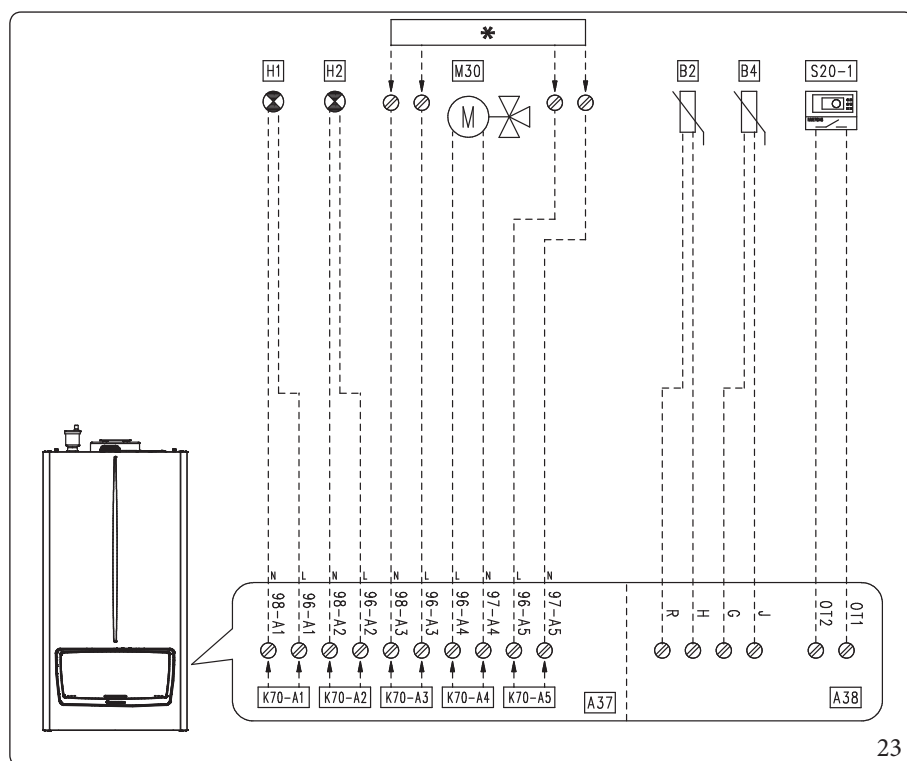 *
H1 H2 M30 B2 B4 S20-1
M
N L N L N L L N L N
98-A1 96-A1 98-A2 96-A2 98-A3 96-A3 96-A4 97-A4 96-A5 97-A5 R H G J OT2 OT1
K70-A1 K70-A2 K70-A3 K70-A4 K70-A5 A37 A38
23